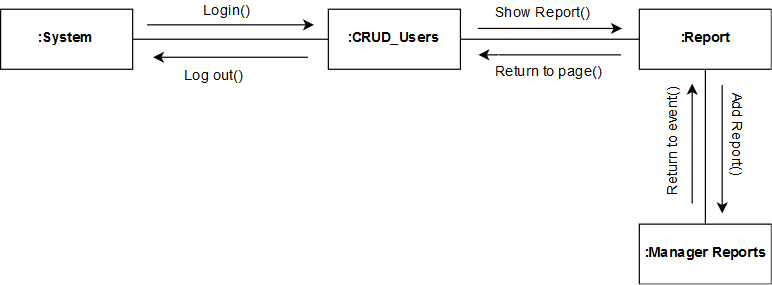 Login()
Show Report()
:System
:CRUD_Users
:Report
Log out()
Return to page()
Return to event()
Add Report()
:Manager Reports